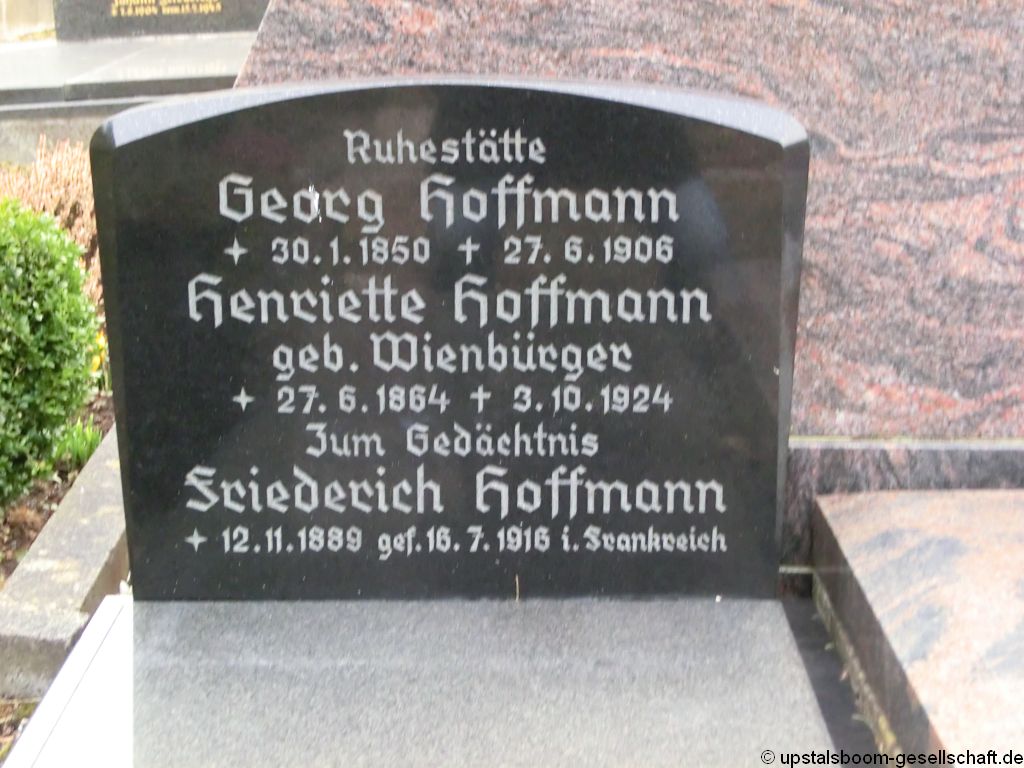 Ruhestätte
Georg Hoffmann
+ 30.1.1850 † 27.6.1906
Henriette Hoffmann
geb. Wienbürger
+ 27.6.1864 † 3.10.1924
Zum Gedächtnis
Friederich Hoffmann
+ 12.11.1889 gef. 16.7.1916 i. Frankreich
© upstalsboom-gesellschaft.de